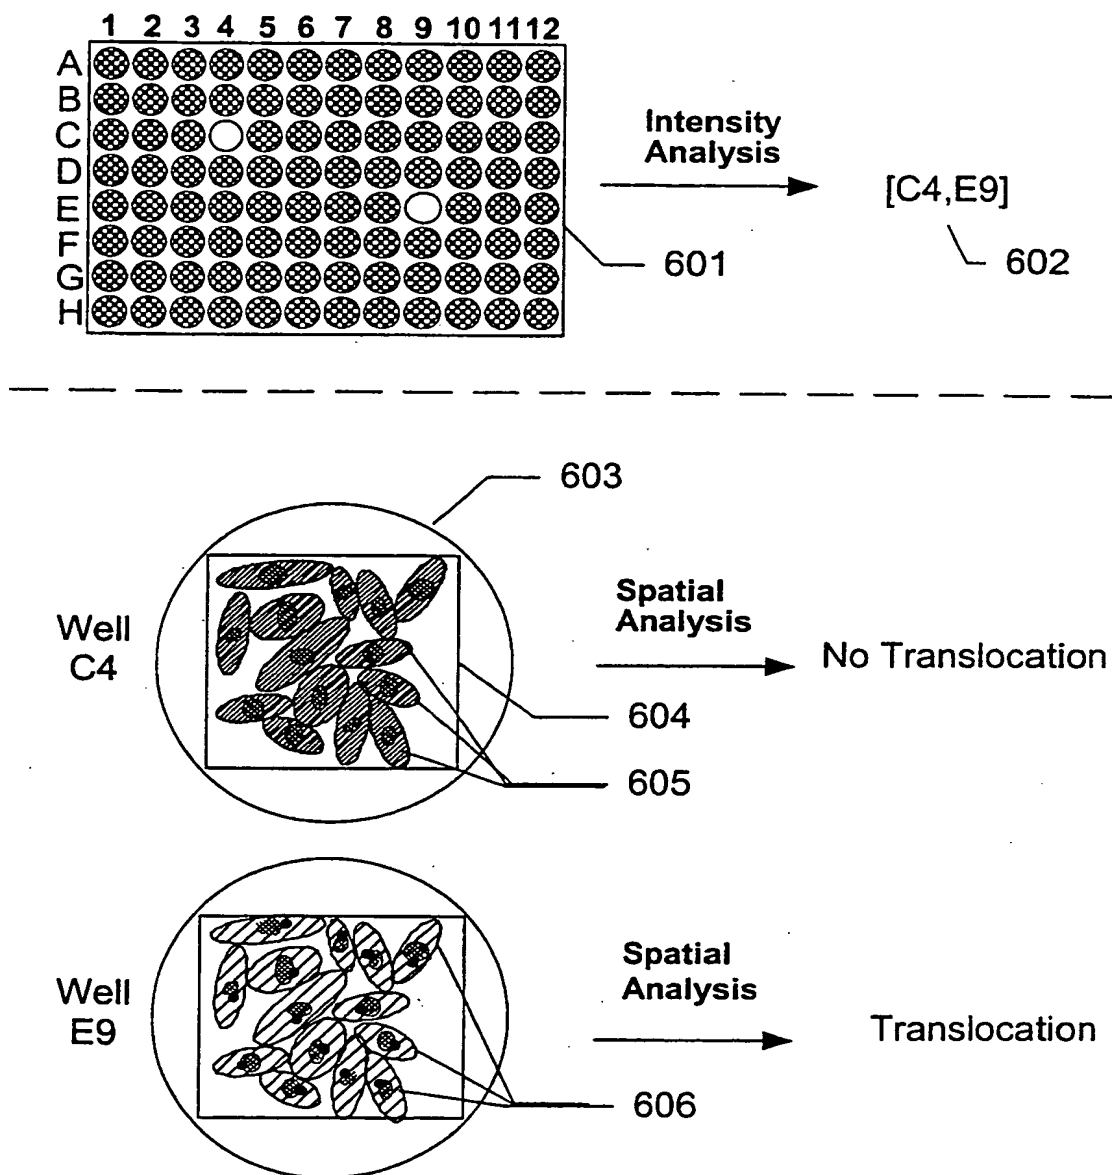 1 2 3 4 5 6 7 8 9 10 11 12
A
B
C
D
E
F
G
H
Intensity
Analysis
[C4,E9]
601
602
603
Well
C4
Spatial
Analysis
No Translocation
604
605
Well
E9
Spatial
Analysis
Translocation
606